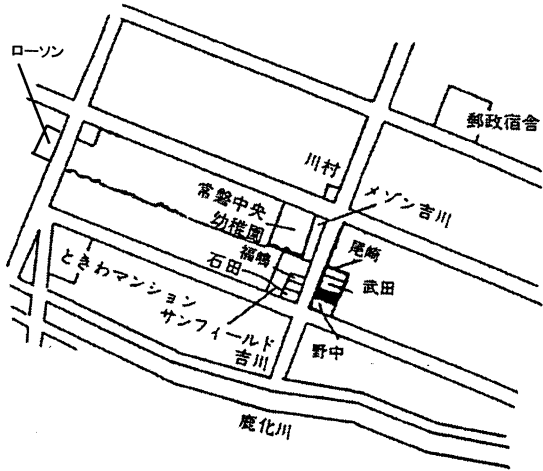 ローソン
郵政宿舎
川村
メゾン吉川
常磐中央
幼稚園
尾崎
福嶋
石田
武田
ときわマンション
サンフィールド
吉川
野中
鹿化川